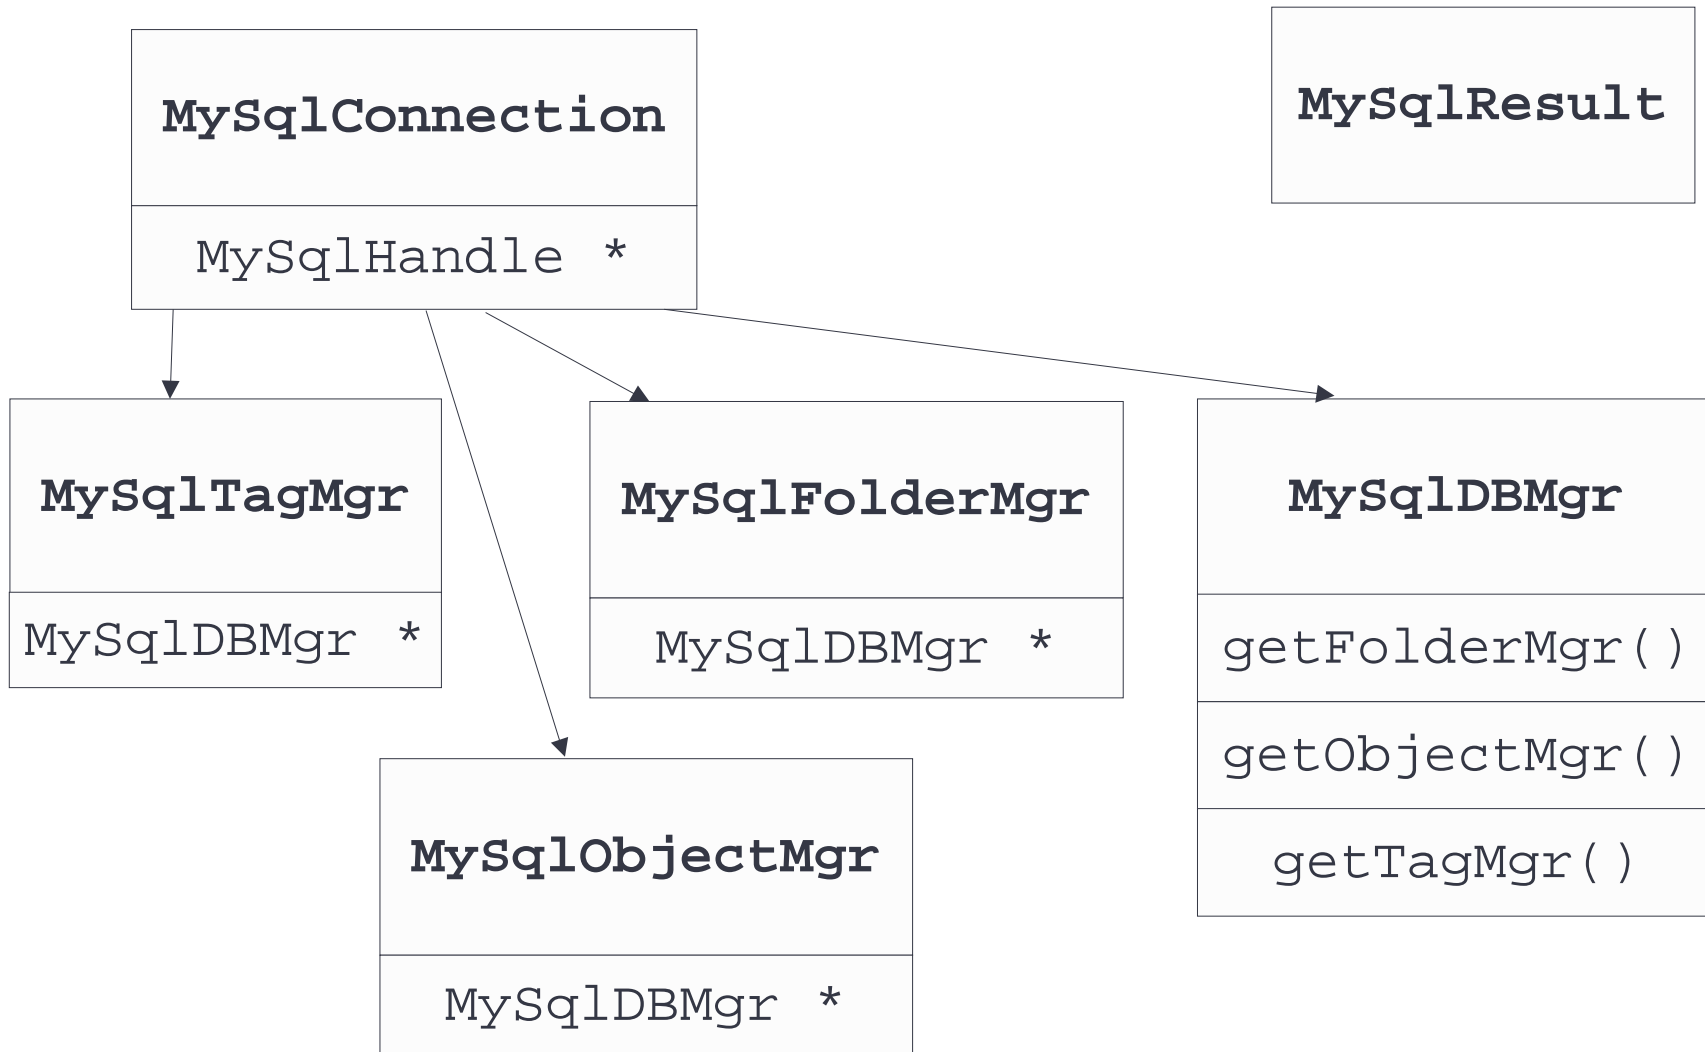 MySqlConnection
MySqlHandle *
MySqlResult
MySqlTagMgr
MySqlDBMgr *
MySqlFolderMgr
MySqlDBMgr *
MySqlDBMgr
getFolderMgr()
getObjectMgr()
getTagMgr()
MySqlObjectMgr
MySqlDBMgr *